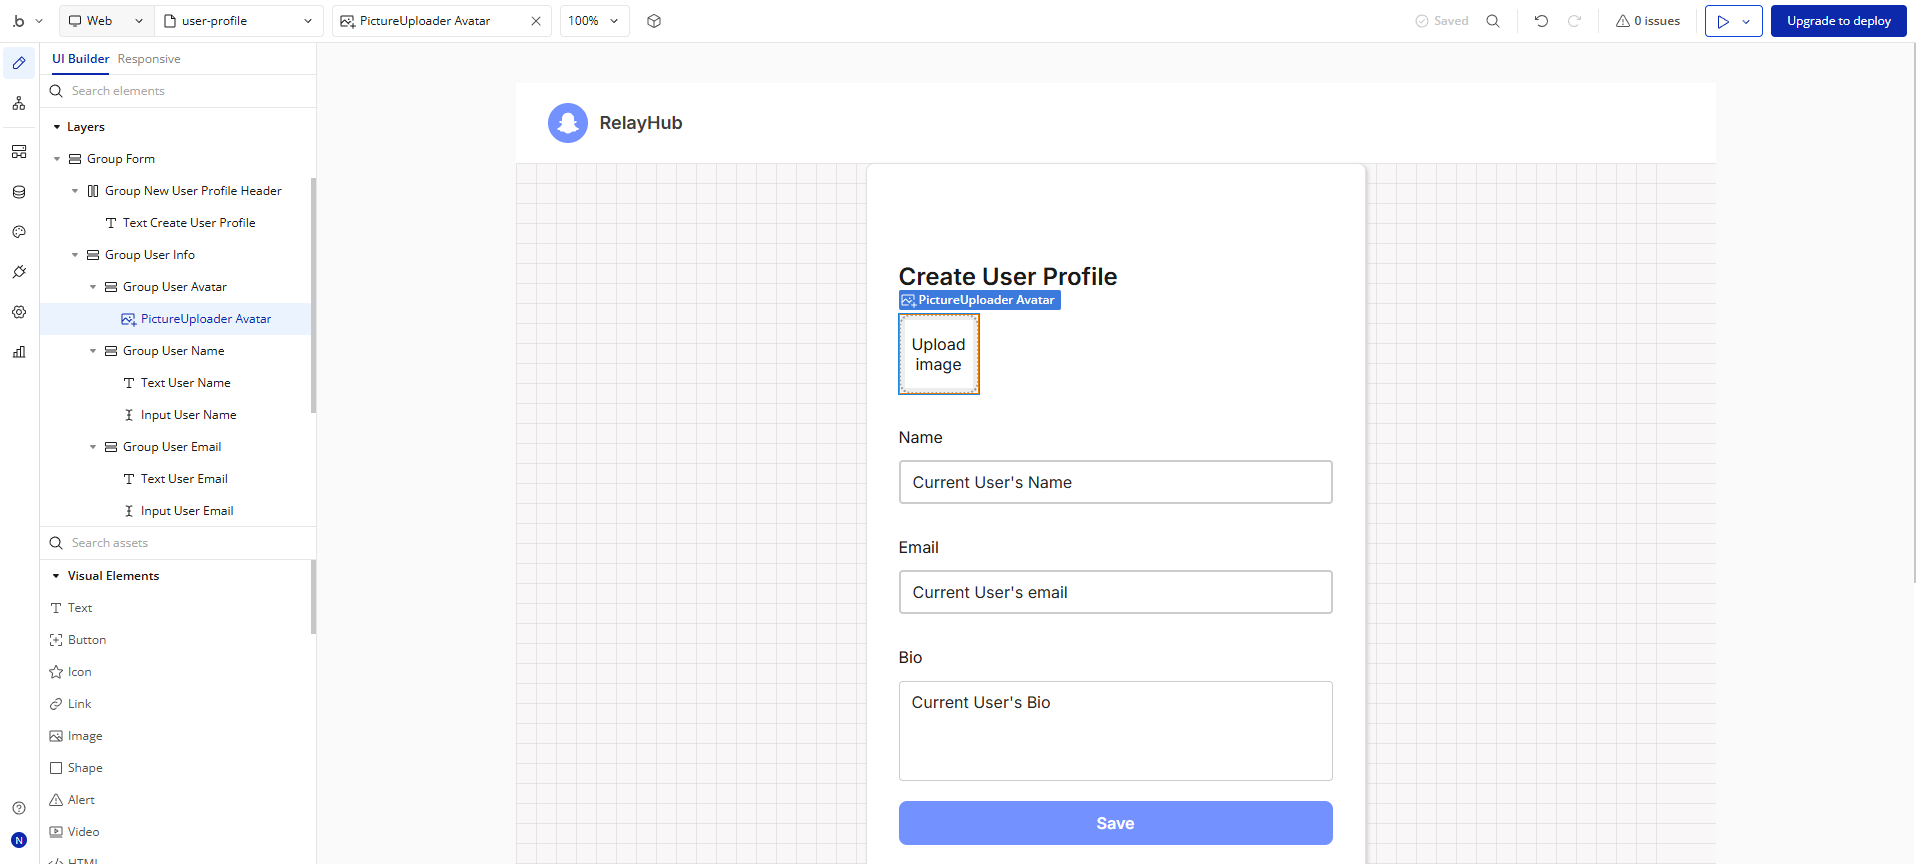 .b
Web
user-profile
PictureUploader Avatar
100%
Saved
0 issues
Upgrade to deploy
UI Builder
Responsive
Search elements
Layers
Group Form
Group New User Profile Header
Text Create User Profile
Group User Info
Group User Avatar
PictureUploader Avatar
Group User Name
Text User Name
Input User Name
Group User Email
Text User Email
Input User Email
Search assets
Visual Elements
Text
Button
Icon
Link
Image
Shape
Alert
Video
HTML
N
RelayHub
Create User Profile
PictureUploader Avatar
Upload
image
Name
Current User's Name
Email
Current User's email
Bio
Current User's Bio
Save